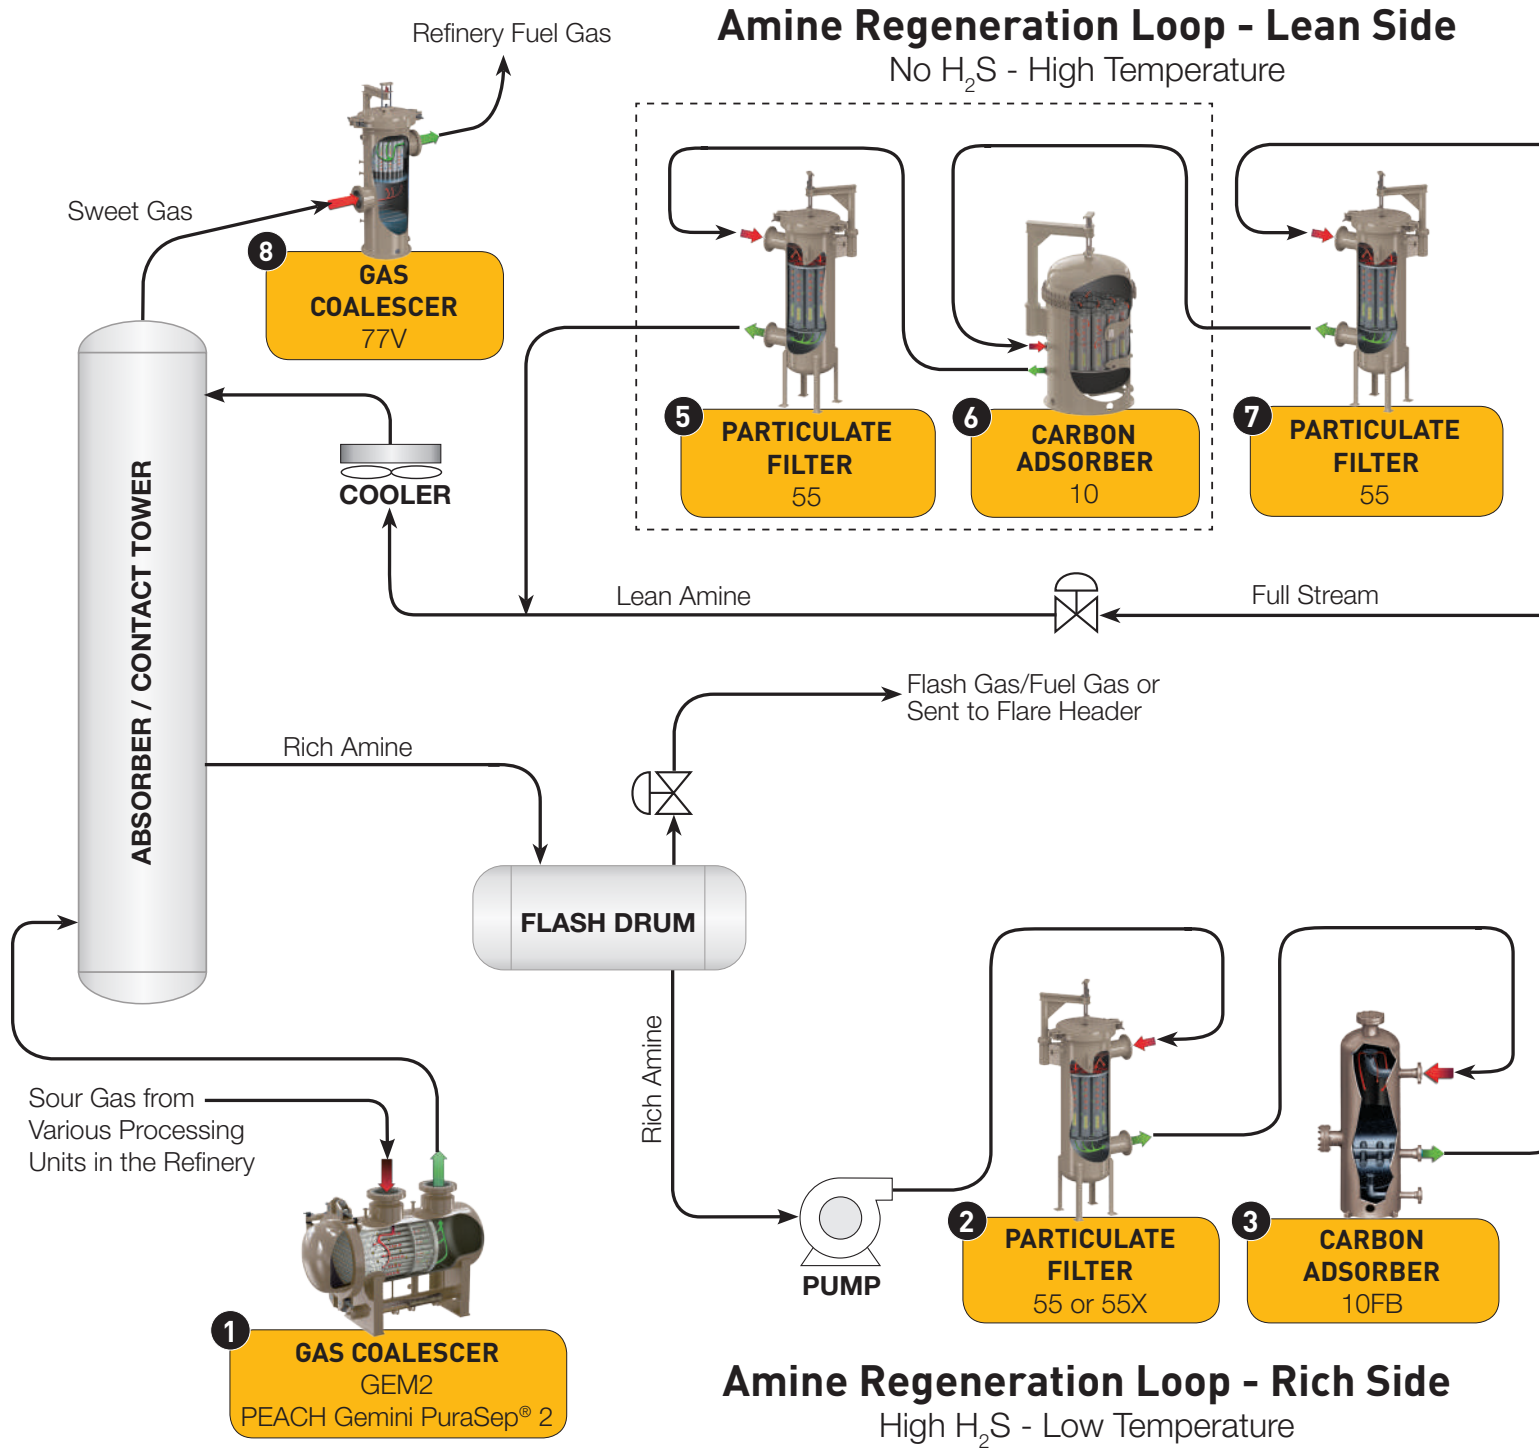 Amine Regeneration Loop - Lean Side
No H2S - High Temperature
Refinery Fuel Gas
Sweet Gas
8
GAS
COALESCER
77V
5
PARTICULATE
FILTER
55
6
CARBON
ADSORBER
10
7
PARTICULATE
FILTER
55
COOLER
ABSORBER / CONTACT TOWER
Lean Amine
Full Stream
Flash Gas/Fuel Gas or
Sent to Flare Header
Rich Amine
FLASH DRUM
Rich Amine
Sour Gas from
Various Processing
Units in the Refinery
PUMP
2
PARTICULATE
FILTER
55 or 55X
3
CARBON
ADSORBER
10FB
1
GAS COALESCER
GEM2
PEACH Gemini PuraSep® 2
Amine Regeneration Loop - Rich Side
High H2S - Low Temperature